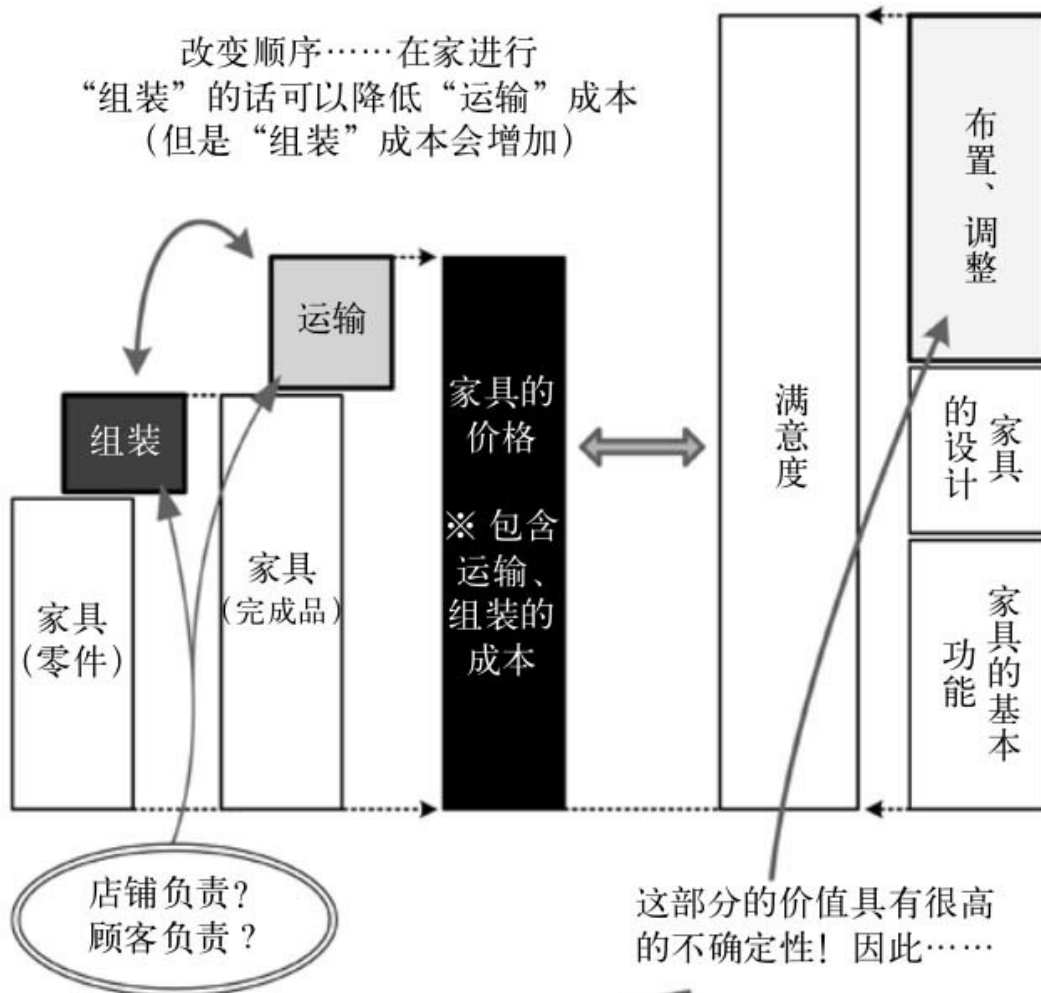 改变顺序……在家进行
“组装”的话可以降低“运输”成本
(但是“组装”成本会增加)
运输
组装
家具
(零件)
家具
(完成品)
家具的
价格
※ 包含
运输、
组装的
成本
满意度
布置、调整
家具
的设计
家具的基本
功能
店铺负责?
顾客负责?
这部分的价值具有很高
的不确定性! 因此……